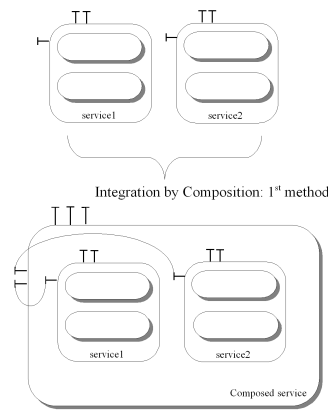 service1
service2
Integration by Composition: 1st method
service1
service2
Composed service